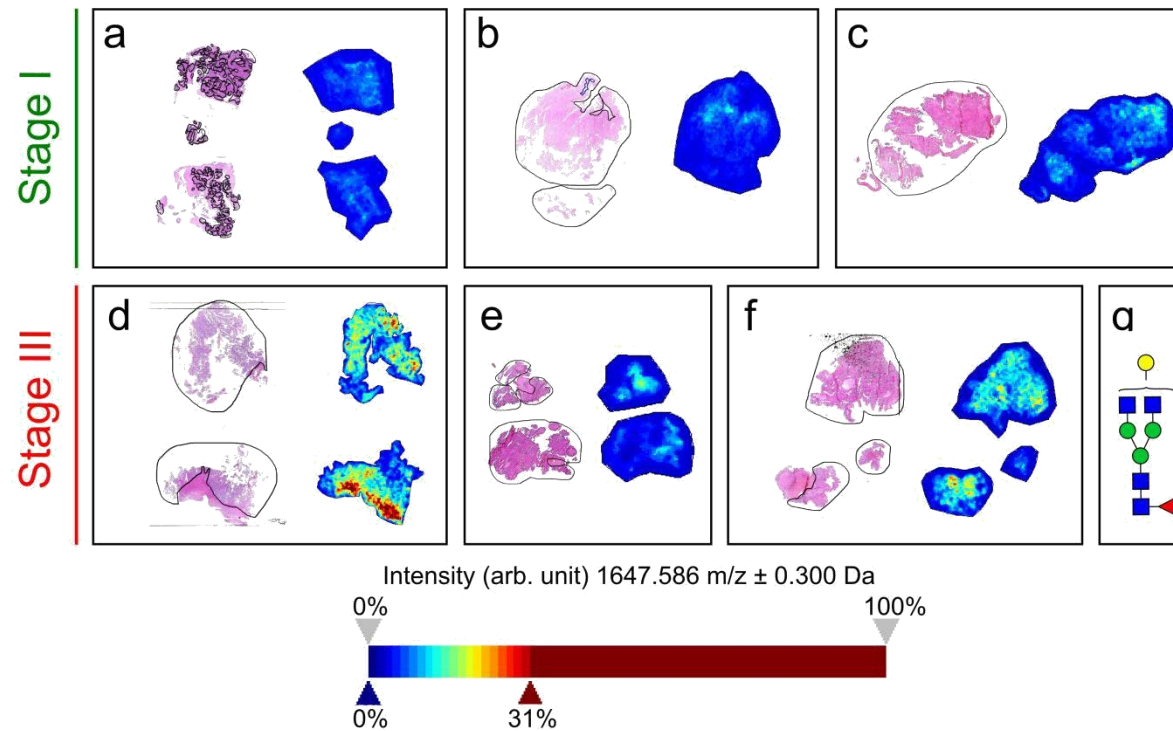 Stage I
a
b
c
Stage III
d
e
f
g
Intensity (arb. unit) 1647.586 m/z ± 0.300 Da
0%
100%
0%
31%